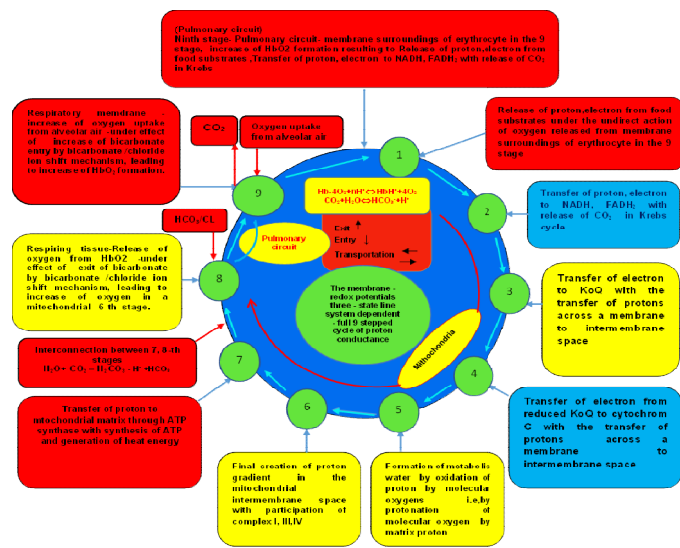 (Pulmonary circuit)
Ninth stage- Pulmonary circuit- membrane surroundings of erythrocyte in the 9
stage, increase of HbO2 formation resulting to Release of proton,electron from
food substrates ,Transfer of proton, electron to NADH, FADH₂ with release of CO₂
in Krebs
Respiratory membrane -
increase of oxygen uptake
from alveolar air -under effect
of increase of bicarbonate
entry by bicarbonate /chloride
ion shift mechanism, leading
to increase of HbO₂ formation.
CO₂
Oxygen uptake
from alveolar air
Release of proton,electron from food
substrates under the undirect action
of oxygen released from membrane
surroundings of erythrocyte in the 9
stage
1
9
2
Hb-4O₂+nH⁺⇔HbH⁺+4O₂
CO₂+H₂O⇔HCO₃⁻+H⁺
Exit ↑
Entry ↓
Transportation
Transfer of proton, electron
to NADH, FADH₂ with
release of CO₂ in Krebs
cycle
HCO₃/CL
Pulmonary
circuit
Respiring tissue-Release of
oxygen from HbO2 -under
effect of exit of bicarbonate
by bicarbonate /chloride ion
shift mechanism, leading to
increase of oxygen in a
mitochondrial 6-th stage.
8
3
The membrane -
redox potentials
three - state line
system dependent
- full 9 stepped
cycle of proton
conductance
Transfer of electron to
KoQ with the
transfer of protons
across a membrane
to intermembrane
space
Interconnection between 7, 8-th
stages
7
Mithochondria
4
Transfer of proton to
mitochondrial matrix through ATP
synthase with synthesis of ATP
and generation of heat energy
6
5
Transfer of electron from
reduced KoQ to cytochrom
C with the transfer of
protons across a
membrane to
intermembrane space
Final creation of proton
gradient in the
mitochondrial
intermembrane space
with participation of
complex I, III,IV
Formation of metabolic
water by oxidation of
proton by molecular
oxygens i.e,by
protonation of
molecular oxygen by
matrix proton